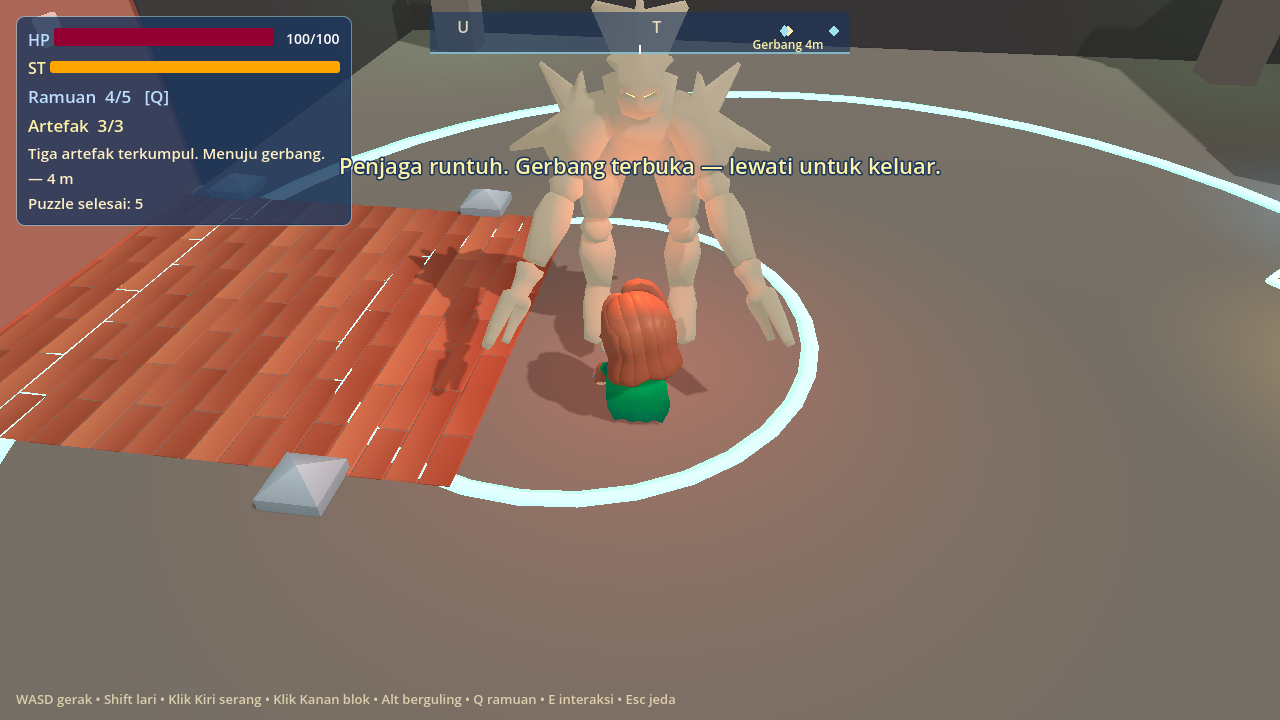 HP 100/100
ST
Ramuan 4/5 [Q]
Artefak 3/3
Tiga artefak terkumpul. Menuju gerbang.
— 4 m
Puzzle selesai: 5
U T
Gerbang 4m
Penjaga runtuh. Gerbang terbuka — lewati untuk keluar.
WASD gerak • Shift lari • Klik Kiri serang • Klik Kanan blok • Alt berguling • Q ramuan • E interaksi • Esc jeda